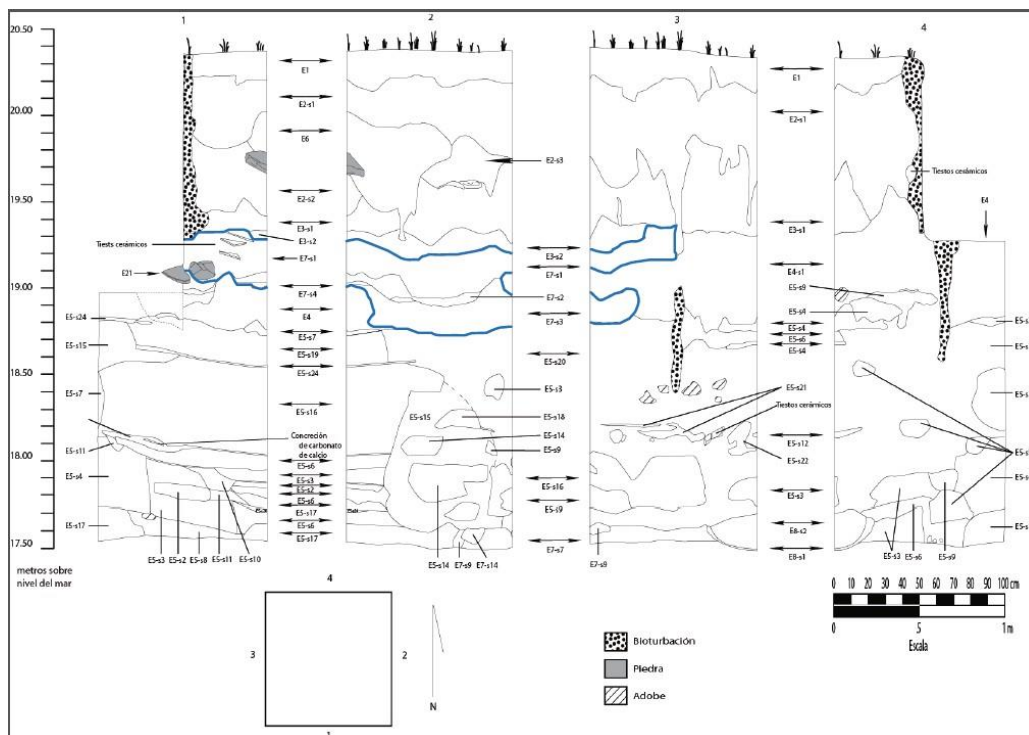 1
2
3
4
20.50
20.00
19.50
19.00
18.50
18.00
17.50
metros sobre
nivel del mar
E1
E2-s1
E6
E2-s2
E3-s1
E3-s2
Tiests cerámicos
E7-s1
E21
E7-s4
E4
E5-s7
E5-s19
E5-s24
E5-s16
Concreción
de carbonato
de calcio
E5-s6
E5-s3
E5-s2
E5-s6
E5-s17
E5-s6
E5-s17
E5-s24
E5-s15
E5-s7
E5-s11
E5-s4
E5-s17
E5-s3
E5-s2
E5-s8
E5-s11
E5-s10
E2-s3
E3-s2
E7-s1
E7-s2
E7-s3
E5-s20
E5-s3
E5-s15
E5-s18
E5-s14
E5-s9
E5-s16
E5-s9
E7-s7
E5-s14
E7-s9
E7-s14
E7-s9
E5-s21
Tiestos cerámicos
E5-s12
E5-s22
E5-s3
E8-s2
E8-s1
E1
E2-s1
Tiestos cerámicos
E4
E3-s1
E4-s1
E5-s9
E5-s4
E5-s4
E5-s6
E5-s4
E5-s3
E5-s6
E5-s9
4
3
2
1
N
Bioturbación
Piedra
Adobe
0 10 20 30 40 50 60 70 80 90 100 cm
0 5 1 m
Escala